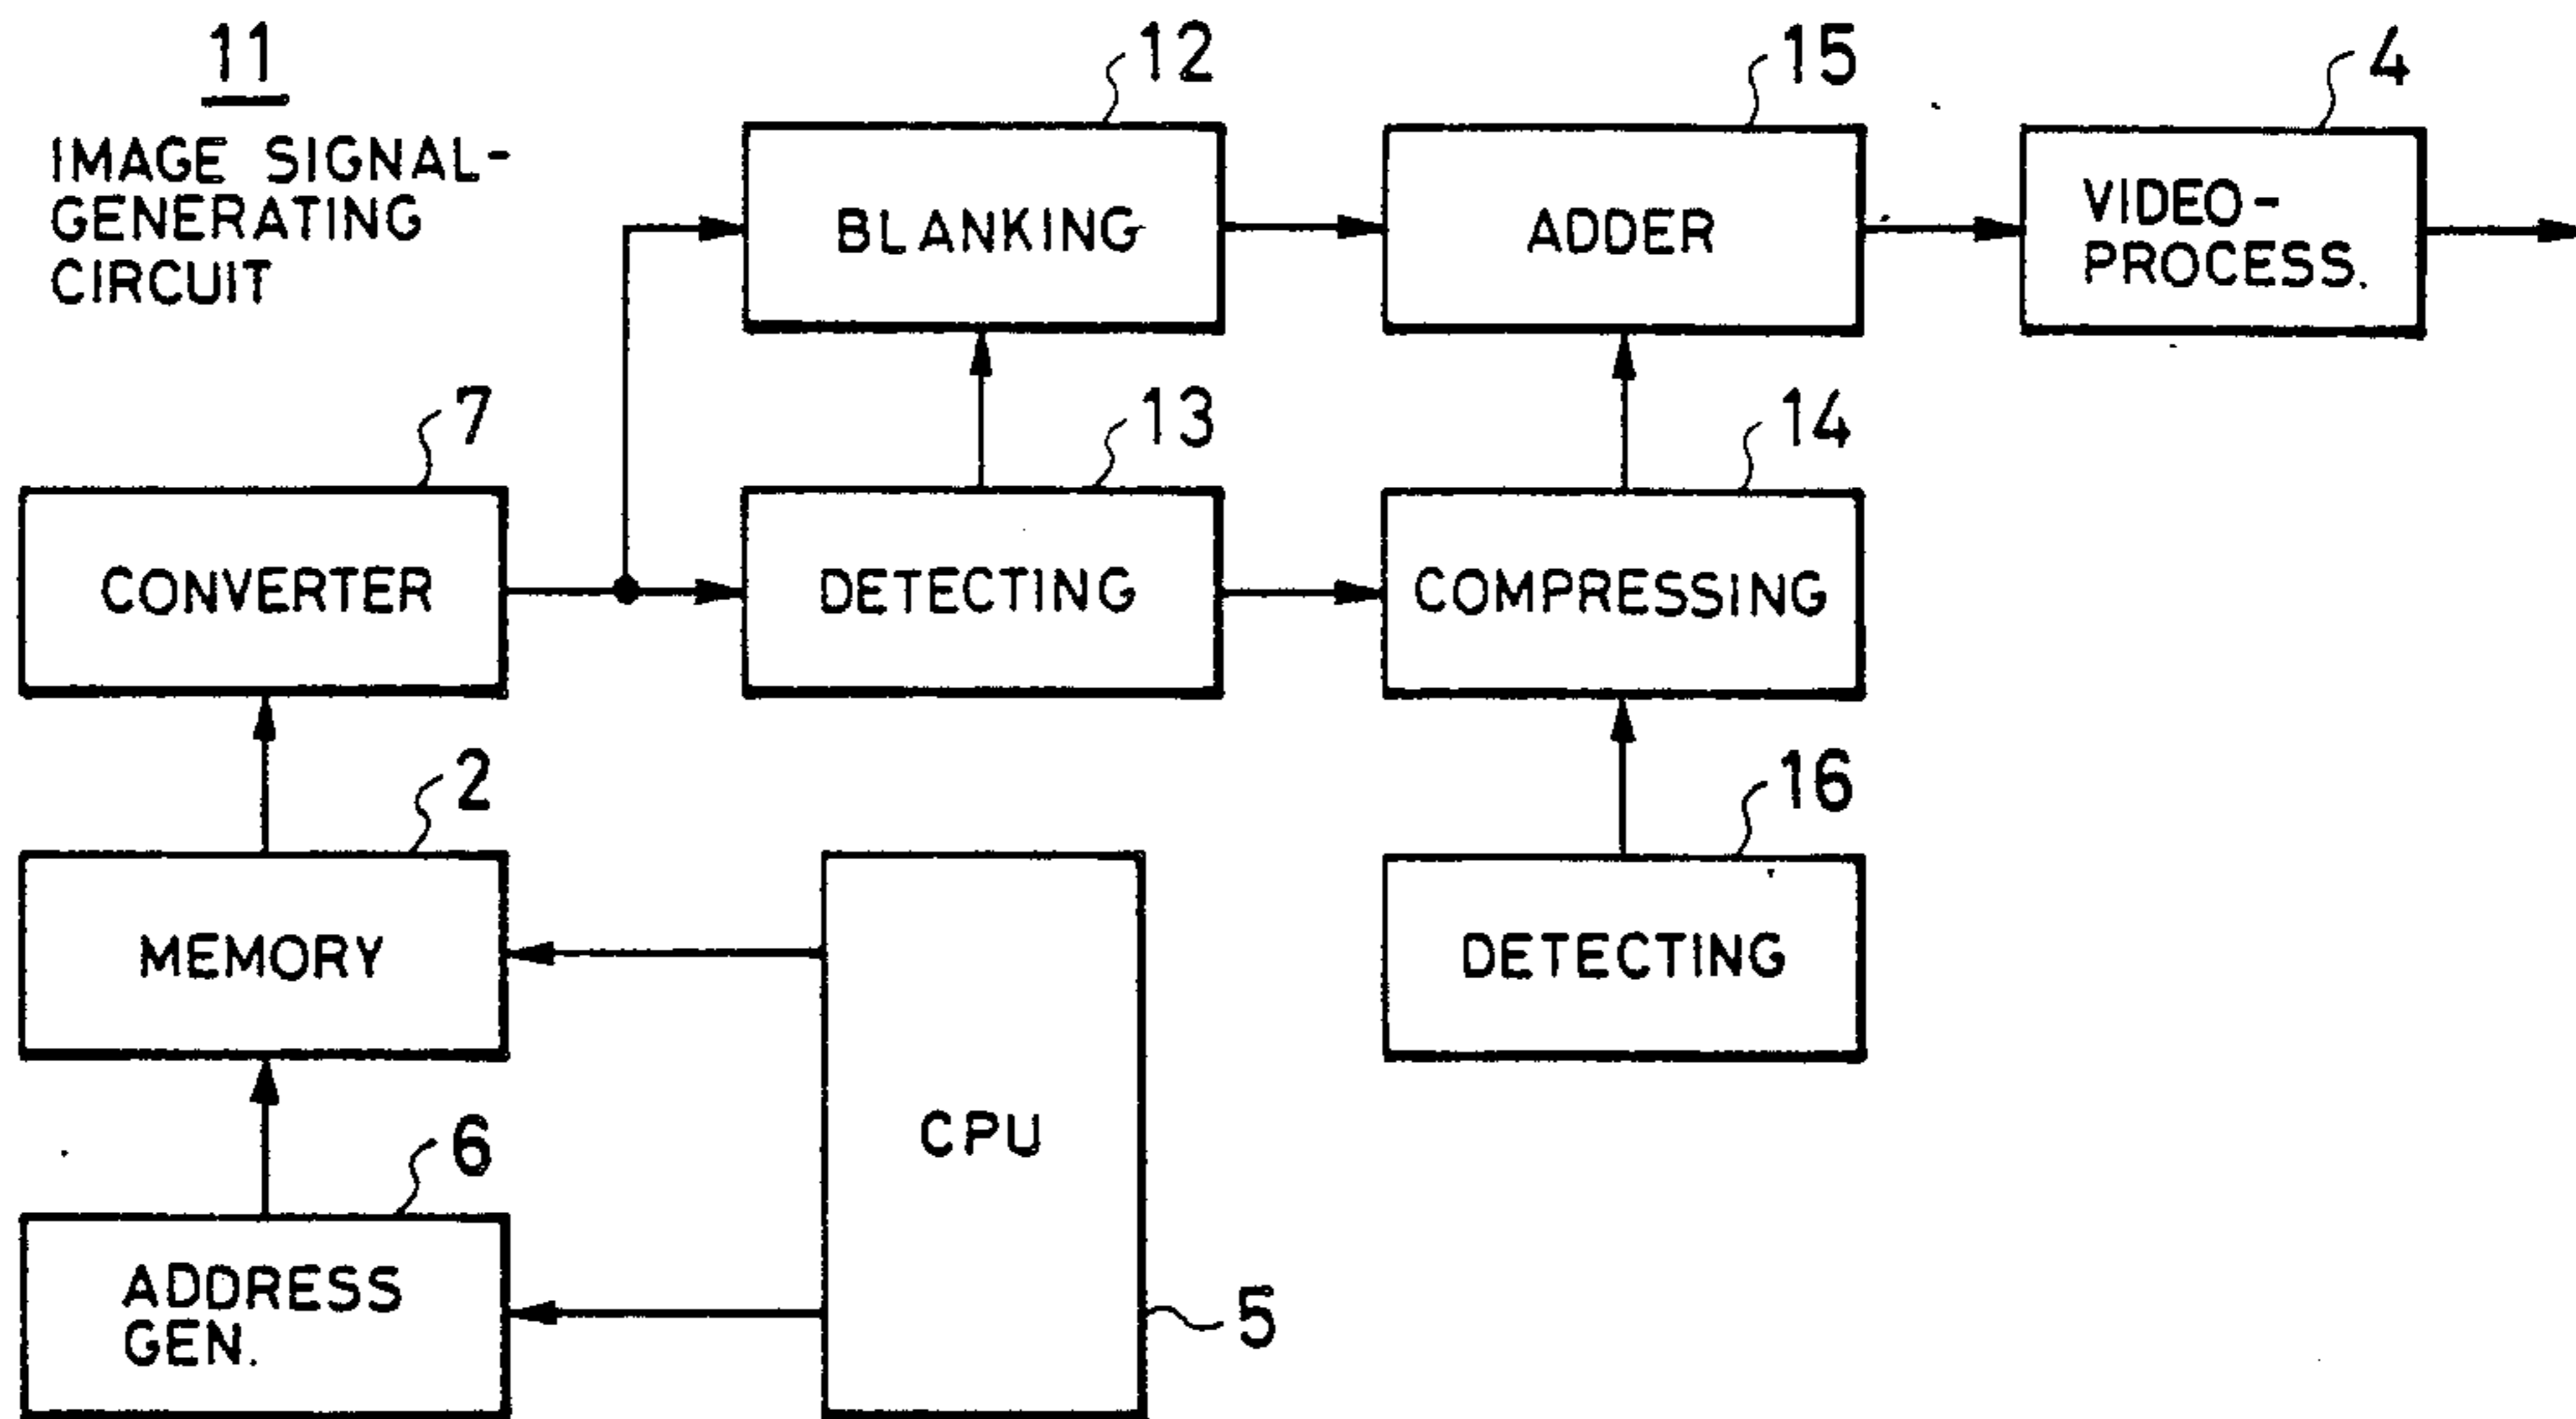 11
IMAGE SIGNAL-
GENERATING
CIRCUIT
12
BLANKING
15
ADDER
4
VIDEO-
PROCESS.
7
CONVERTER
13
DETECTING
14
COMPRESSING
2
MEMORY
16
DETECTING
6
ADDRESS
GEN.
CPU
5